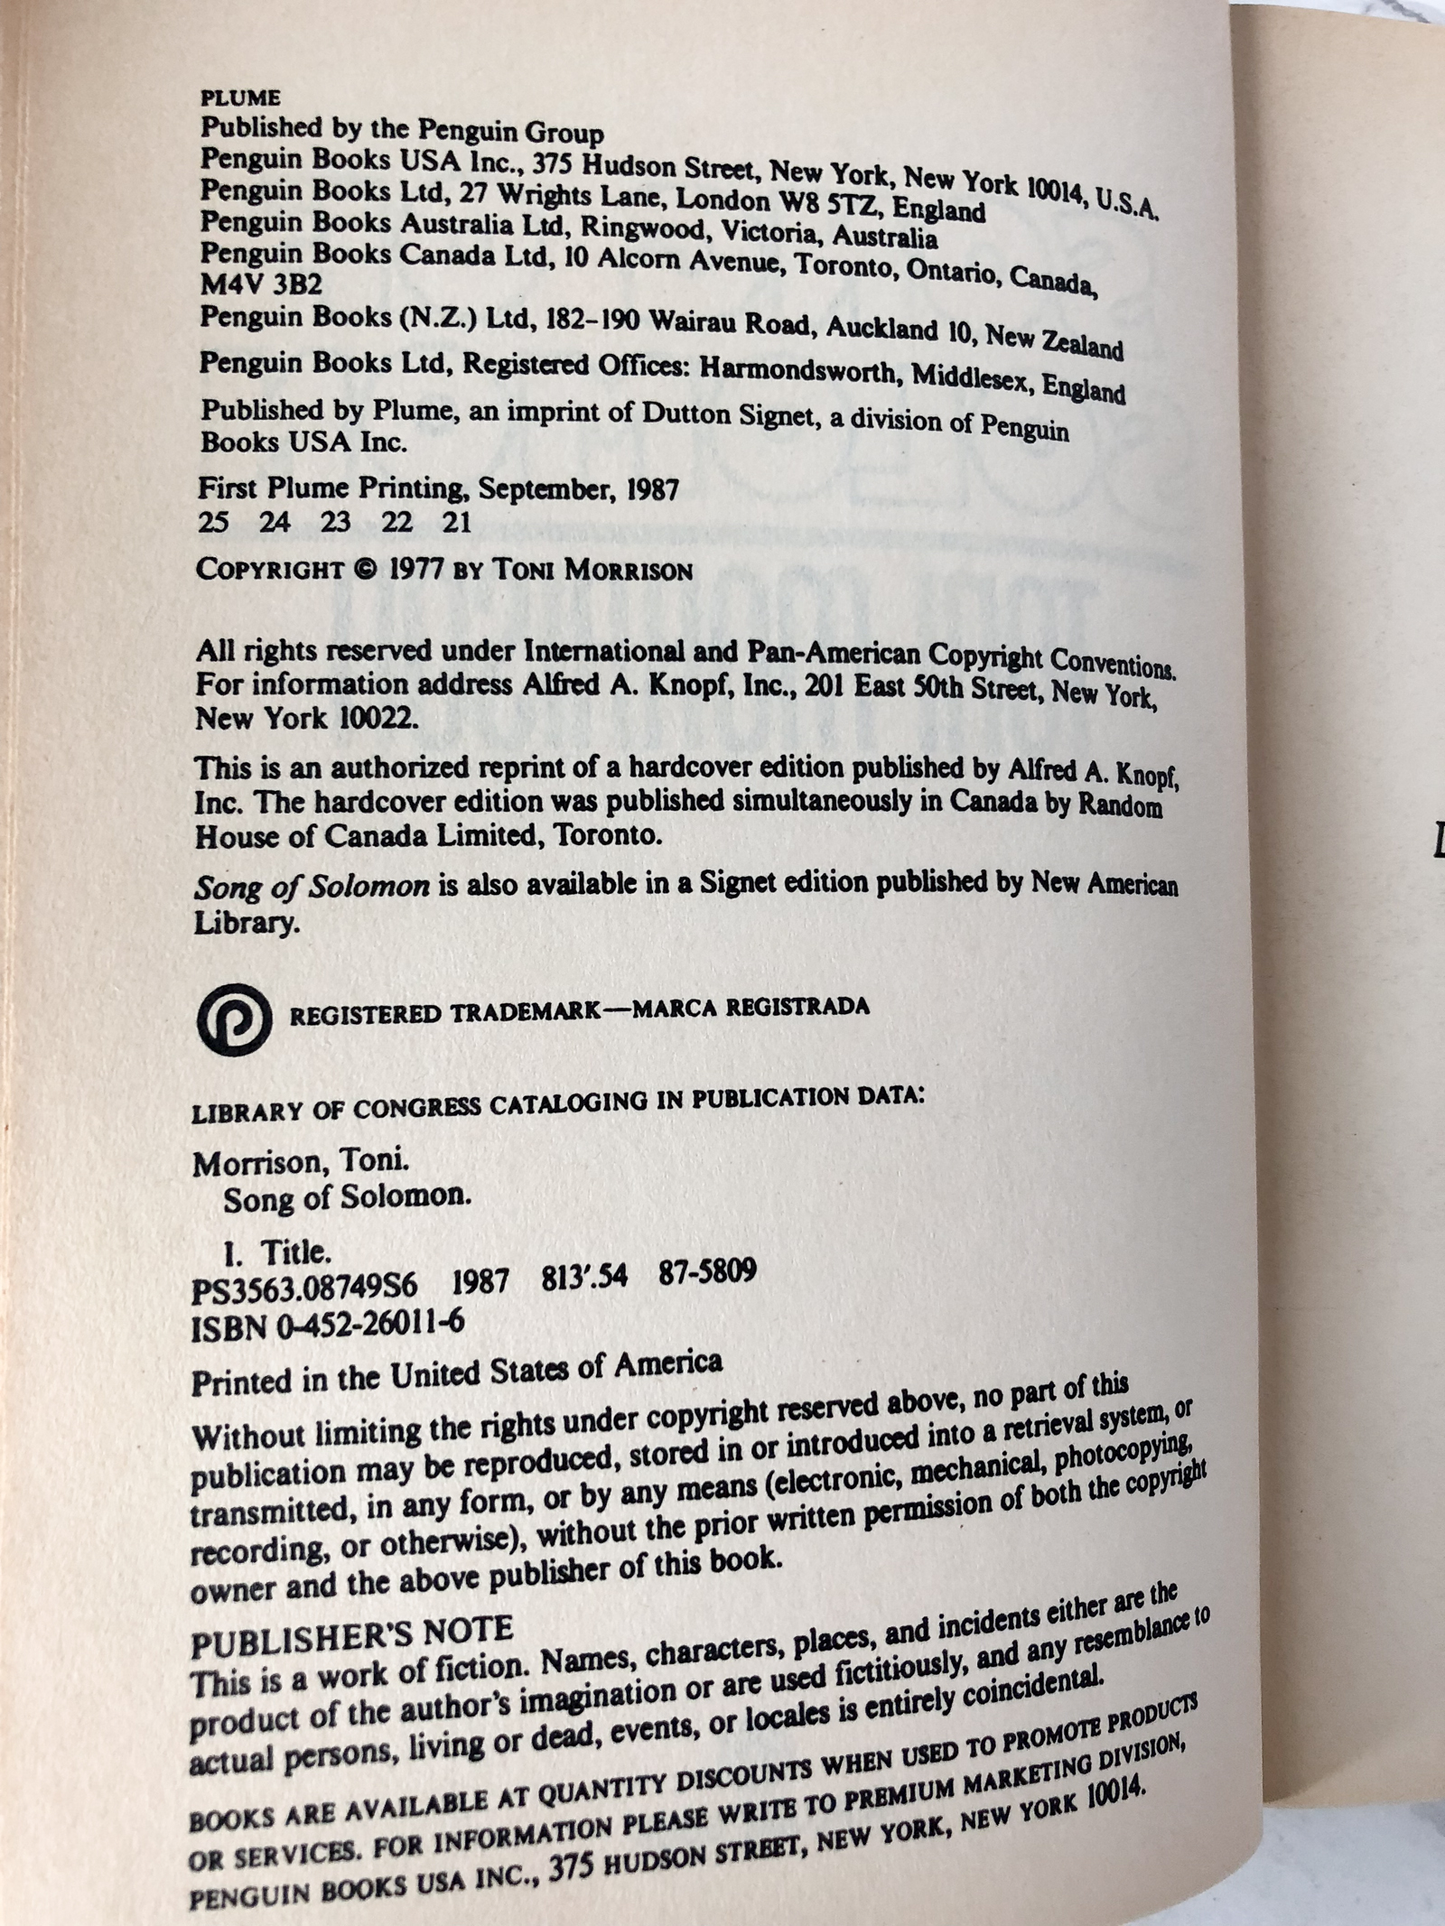 PLUME
Published by the Penguin Group
Penguin Books USA Inc., 375 Hudson Street, New York, New York 10014, U.S.A.
Penguin Books Ltd, 27 Wrights Lane, London W8 5TZ, England
Penguin Books Australia Ltd, Ringwood, Victoria, Australia
Penguin Books Canada Ltd, 10 Alcorn Avenue, Toronto, Ontario, Canada,
M4V 3B2
Penguin Books (N.Z.) Ltd, 182-190 Wairau Road, Auckland 10, New Zealand
Penguin Books Ltd, Registered Offices: Harmondsworth, Middlesex, England
Published by Plume, an imprint of Dutton Signet, a division of Penguin
Books USA Inc.
First Plume Printing, September, 1987
25 24 23 22 21
COPYRIGHT © 1977 BY TONI MORRISON
All rights reserved under International and Pan-American Copyright Conventions.
For information address Alfred A. Knopf, Inc., 201 East 50th Street, New York,
New York 10022.
This is an authorized reprint of a hardcover edition published by Alfred A. Knopf,
Inc. The hardcover edition was published simultaneously in Canada by Random
House of Canada Limited, Toronto.
Song of Solomon is also available in a Signet edition published by New American
Library.
P REGISTERED TRADEMARK—MARCA REGISTRADA
LIBRARY OF CONGRESS CATALOGING IN PUBLICATION DATA:
Morrison, Toni.
Song of Solomon.
I. Title.
PS3563.08749S6 1987 813′.54 87-5809
ISBN 0-452-26011-6
Printed in the United States of America
Without limiting the rights under copyright reserved above, no part of this
publication may be reproduced, stored in or introduced into a retrieval system, or
transmitted, in any form, or by any means (electronic, mechanical, photocopying,
recording, or otherwise), without the prior written permission of both the copyright
owner and the above publisher of this book.
PUBLISHER'S NOTE
This is a work of fiction. Names, characters, places, and incidents either are the
product of the author's imagination or are used fictitiously, and any resemblance to
actual persons, living or dead, events, or locales is entirely coincidental.
BOOKS ARE AVAILABLE AT QUANTITY DISCOUNTS WHEN USED TO PROMOTE PRODUCTS
OR SERVICES. FOR INFORMATION PLEASE WRITE TO PREMIUM MARKETING DIVISION,
PENGUIN BOOKS USA INC., 375 HUDSON STREET, NEW YORK, NEW YORK 10014.